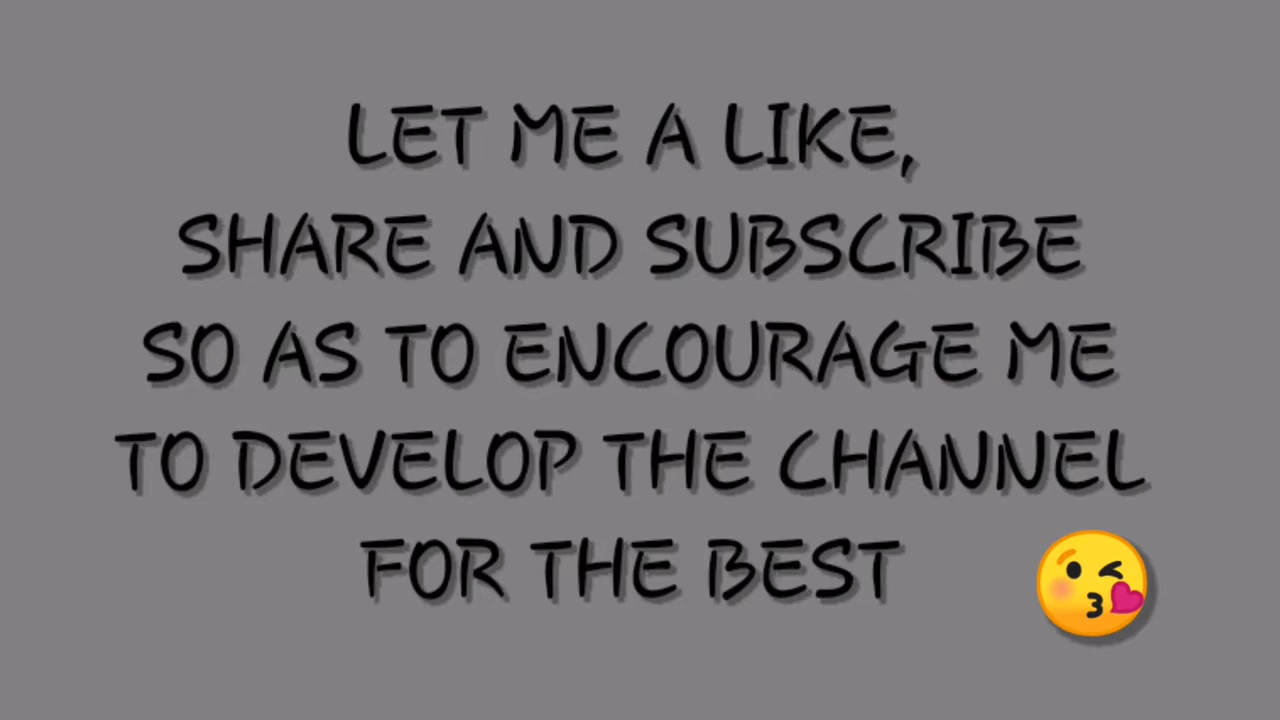 LET ME A LIKE,
SHARE AND SUBSCRIBE
SO AS TO ENCOURAGE ME
TO DEVELOP THE CHANNEL
FOR THE BEST